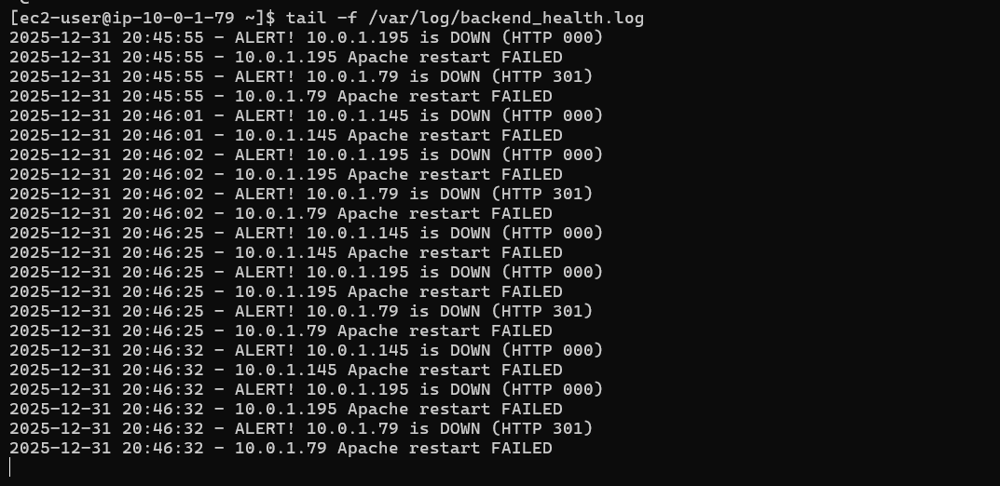 [ec2-user@ip-10-0-1-79 ~]$ tail -f /var/log/backend_health.log
2025-12-31 20:45:55 - ALERT! 10.0.1.195 is DOWN (HTTP 000)
2025-12-31 20:45:55 - 10.0.1.195 Apache restart FAILED
2025-12-31 20:45:55 - ALERT! 10.0.1.79 is DOWN (HTTP 301)
2025-12-31 20:45:55 - 10.0.1.79 Apache restart FAILED
2025-12-31 20:46:01 - ALERT! 10.0.1.145 is DOWN (HTTP 000)
2025-12-31 20:46:01 - 10.0.1.145 Apache restart FAILED
2025-12-31 20:46:02 - ALERT! 10.0.1.195 is DOWN (HTTP 000)
2025-12-31 20:46:02 - 10.0.1.195 Apache restart FAILED
2025-12-31 20:46:02 - ALERT! 10.0.1.79 is DOWN (HTTP 301)
2025-12-31 20:46:02 - 10.0.1.79 Apache restart FAILED
2025-12-31 20:46:25 - ALERT! 10.0.1.145 is DOWN (HTTP 000)
2025-12-31 20:46:25 - 10.0.1.145 Apache restart FAILED
2025-12-31 20:46:25 - ALERT! 10.0.1.195 is DOWN (HTTP 000)
2025-12-31 20:46:25 - 10.0.1.195 Apache restart FAILED
2025-12-31 20:46:25 - ALERT! 10.0.1.79 is DOWN (HTTP 301)
2025-12-31 20:46:25 - 10.0.1.79 Apache restart FAILED
2025-12-31 20:46:32 - ALERT! 10.0.1.145 is DOWN (HTTP 000)
2025-12-31 20:46:32 - 10.0.1.145 Apache restart FAILED
2025-12-31 20:46:32 - ALERT! 10.0.1.195 is DOWN (HTTP 000)
2025-12-31 20:46:32 - 10.0.1.195 Apache restart FAILED
2025-12-31 20:46:32 - ALERT! 10.0.1.79 is DOWN (HTTP 301)
2025-12-31 20:46:32 - 10.0.1.79 Apache restart FAILED